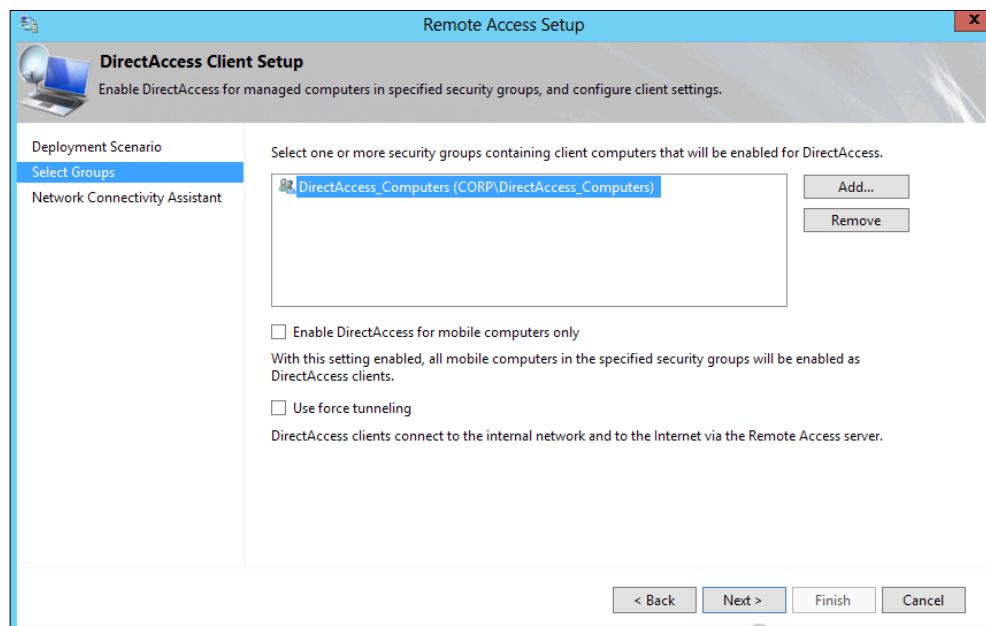 Remote Access Setup
x
DirectAccess Client Setup
Enable DirectAccess for managed computers in specified security groups, and configure client settings.
Deployment Scenario
Select Groups
Network Connectivity Assistant
Select one or more security groups containing client computers that will be enabled for DirectAccess.
DirectAccess_Computers (CORP\DirectAccess_Computers)
Add...
Remove
Enable DirectAccess for mobile computers only
With this setting enabled, all mobile computers in the specified security groups will be enabled as
DirectAccess clients.
Use force tunneling
DirectAccess clients connect to the internal network and to the Internet via the Remote Access server.
< Back
Next >
Finish
Cancel